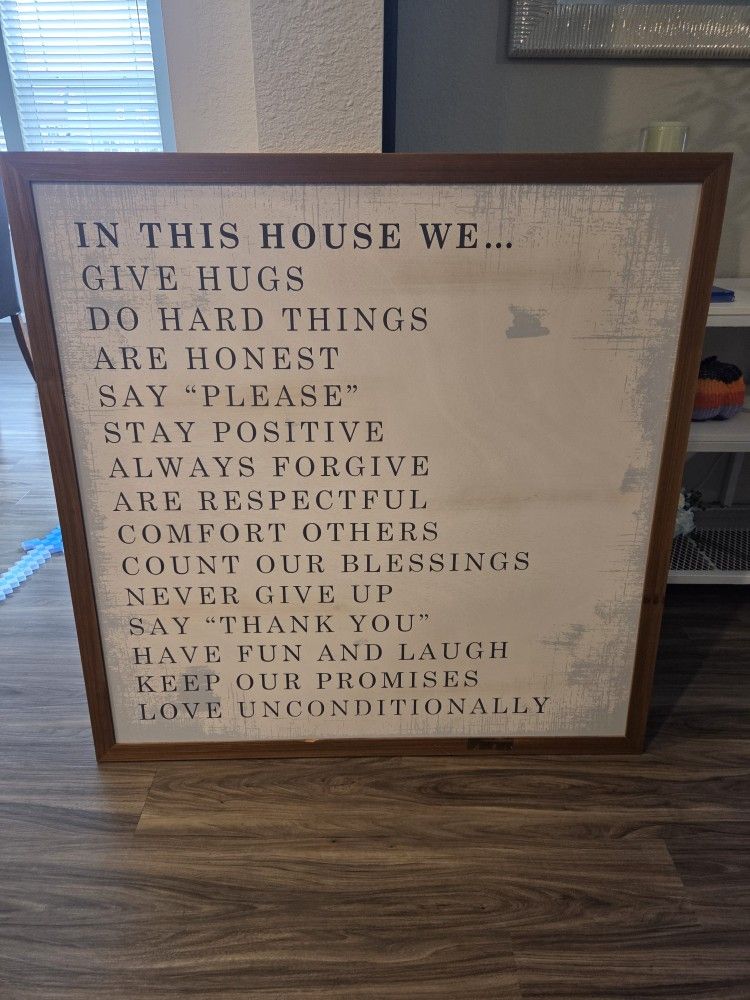 IN THIS HOUSE WE...
GIVE HUGS
DO HARD THINGS
ARE HONEST
SAY “PLEASE”
STAY POSITIVE
ALWAYS FORGIVE
ARE RESPECTFUL
COMFORT OTHERS
COUNT OUR BLESSINGS
NEVER GIVE UP
SAY “THANK YOU”
HAVE FUN AND LAUGH
KEEP OUR PROMISES
LOVE UNCONDITIONALLY